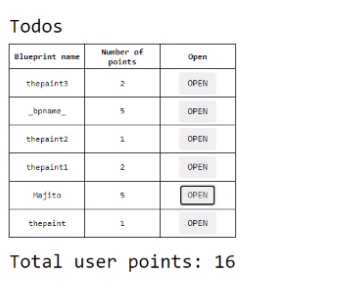 Todos
Blueprint name Number of points Open
thepaint3 2 OPEN
_bpname_ 5 OPEN
thepaint2 1 OPEN
thepaint1 2 OPEN
Majito 5 OPEN
thepaint 1 OPEN
Total user points: 16